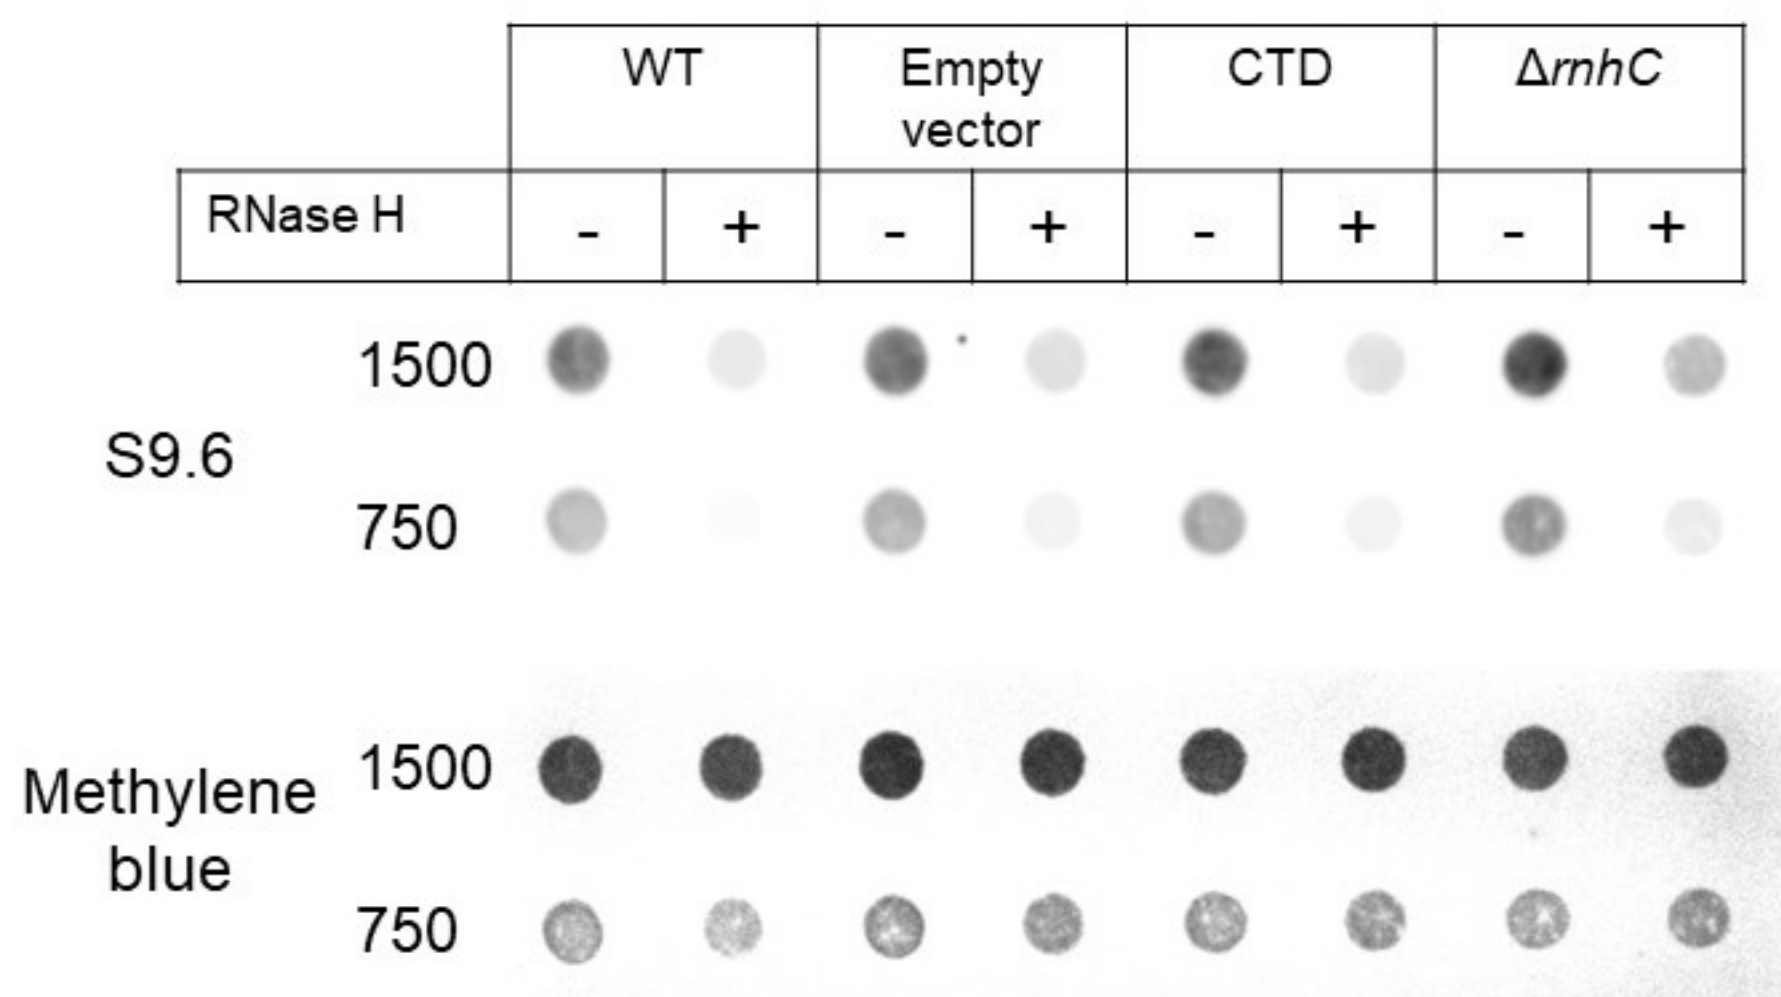 WT
Empty
vector
CTD
ΔrnhC
RNase H
- + - + - + - +
1500
S9.6
750
1500
Methylene
blue
750